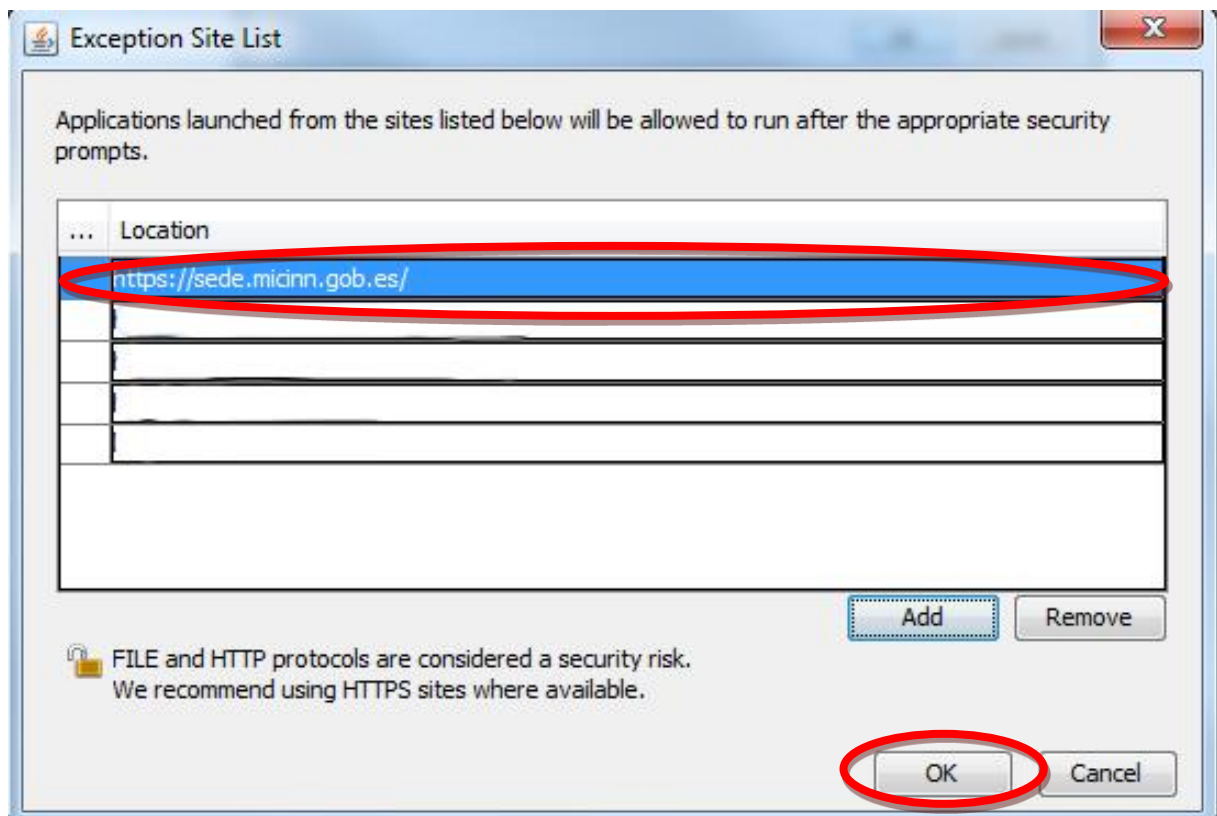 Exception Site List
X
Applications launched from the sites listed below will be allowed to run after the appropriate security
prompts.
... Location
https://sede.micinn.gob.es/
Add Remove
FILE and HTTP protocols are considered a security risk.
We recommend using HTTPS sites where available.
OK Cancel